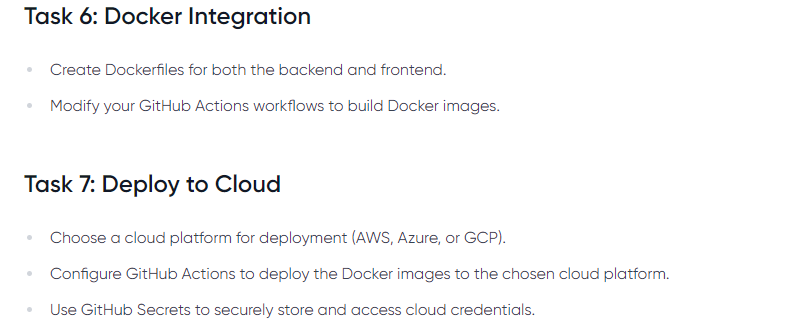 Task 6: Docker Integration
Create Dockerfiles for both the backend and frontend.
Modify your GitHub Actions workflows to build Docker images.
Task 7: Deploy to Cloud
Choose a cloud platform for deployment (AWS, Azure, or GCP).
Configure GitHub Actions to deploy the Docker images to the chosen cloud platform.
Use GitHub Secrets to securely store and access cloud credentials.